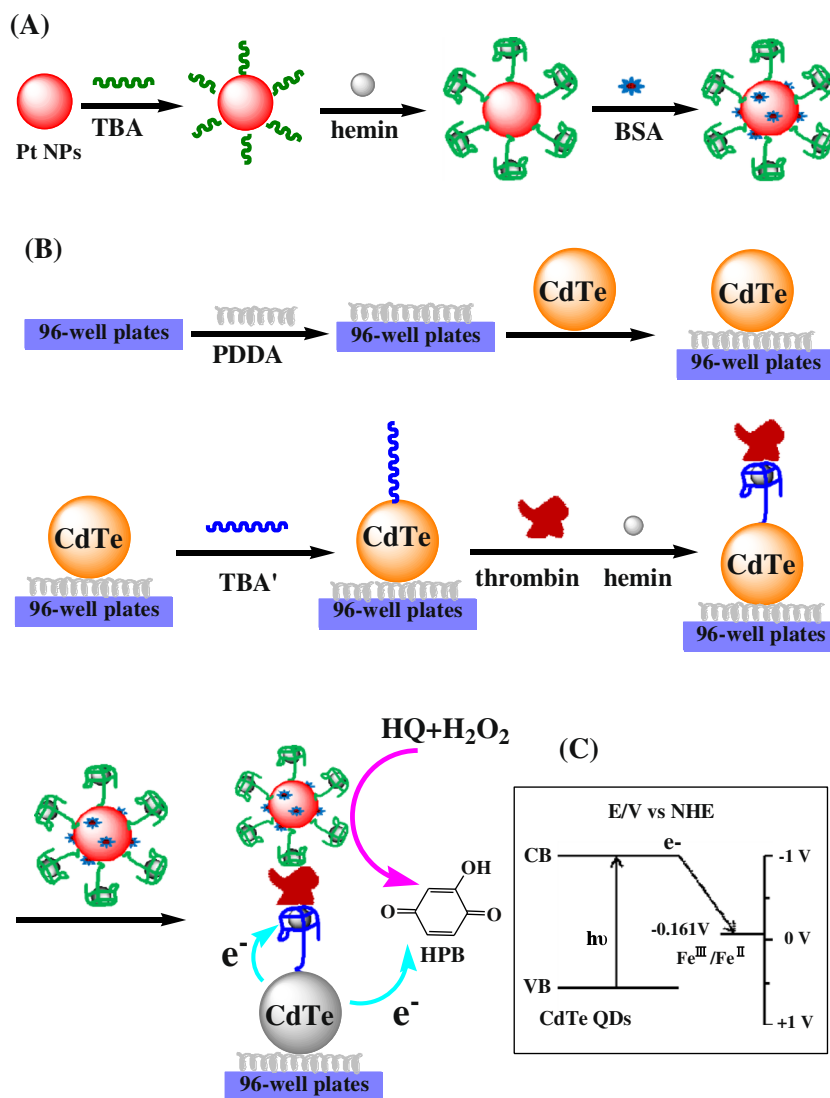 (A)
TBA
hemin
BSA
Pt NPs
(B)
CdTe
CdTe
96-well plates
PDDA
96-well plates
96-well plates
CdTe
TBA'
CdTe
thrombin
hemin
CdTe
96-well plates
96-well plates
96-well plates
HQ+H₂O₂
OH
O
O
HPB
e⁻
e⁻
CdTe
96-well plates
(C)
E/V vs NHE
e-
CB
-1 V
-0.161V
0 V
hυ
Feᴵᴵᴵ/Feᴵᴵ
VB
CdTe QDs
+1 V